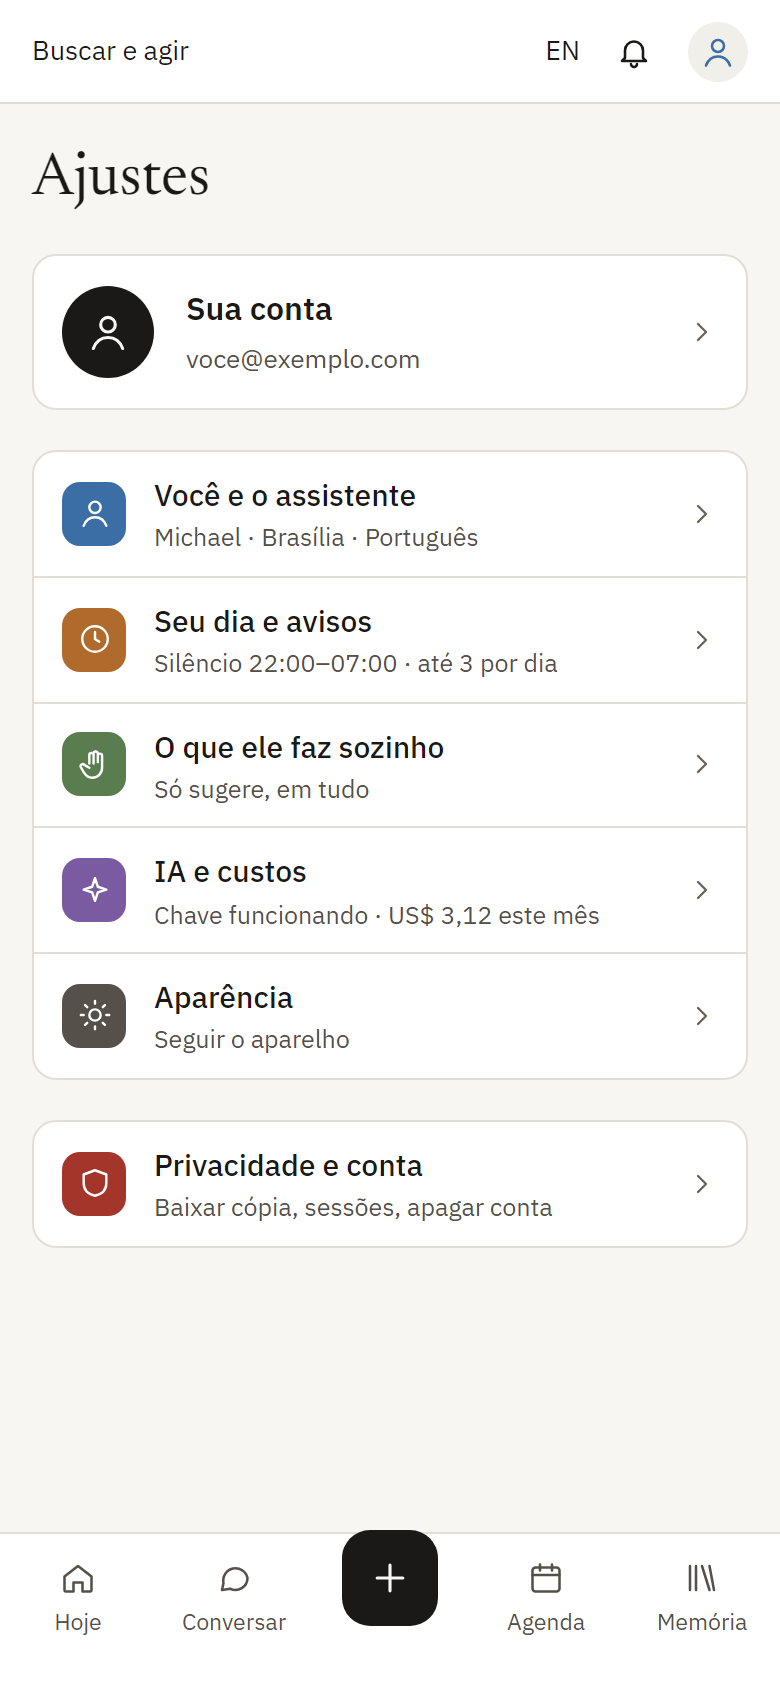 Buscar e agir
EN
Ajustes
Sua conta
voce@exemplo.com
Você e o assistente
Michael · Brasília · Português
Seu dia e avisos
Silêncio 22:00–07:00 · até 3 por dia
O que ele faz sozinho
Só sugere, em tudo
IA e custos
Chave funcionando · US$ 3,12 este mês
Aparência
Seguir o aparelho
Privacidade e conta
Baixar cópia, sessões, apagar conta
Hoje
Conversar
Agenda
Memória